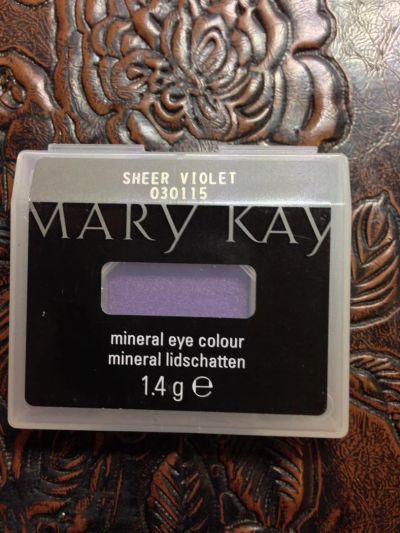 SHEER VIOLET
030115
MARY KAY
mineral eye colour
mineral lidschatten
1.4 g ℮